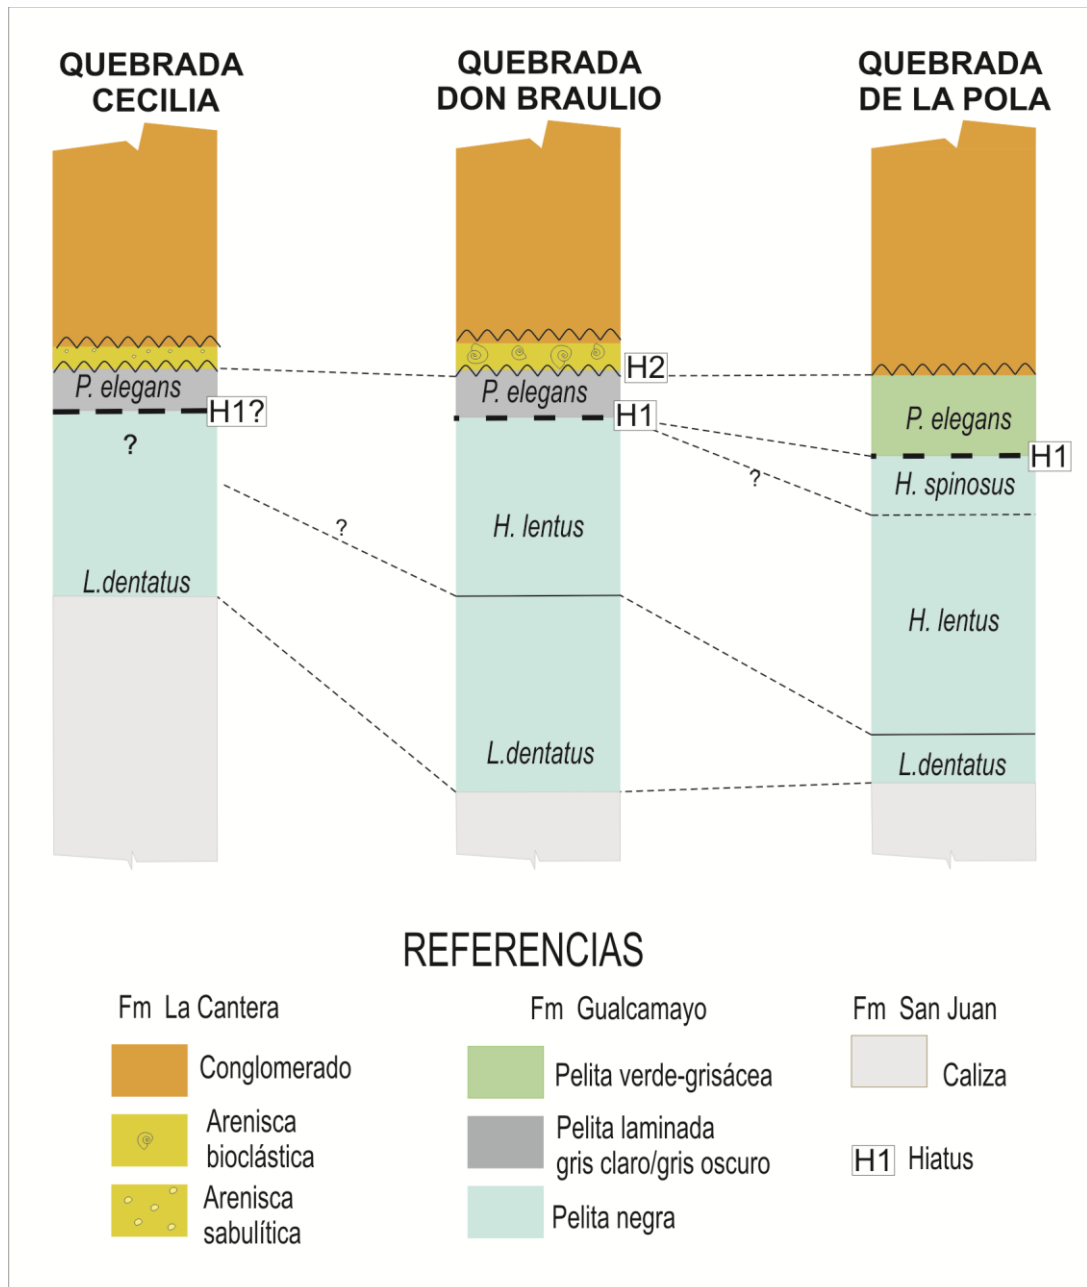 QUEBRADA
CECILIA
QUEBRADA
DON BRAULIO
QUEBRADA
DE LA POLA
P. elegans
H1?
?
L.dentatus
?
H2
P. elegans
H1
H. lentus
L.dentatus
?
P. elegans
H1
H. spinosus
H. lentus
L.dentatus
REFERENCIAS
Fm La Cantera
Conglomerado
Arenisca
bioclástica
Arenisca
sabulítica
Fm Gualcamayo
Pelita verde-grisácea
Pelita laminada
gris claro/gris oscuro
Pelita negra
Fm San Juan
Caliza
H1 Hiatus